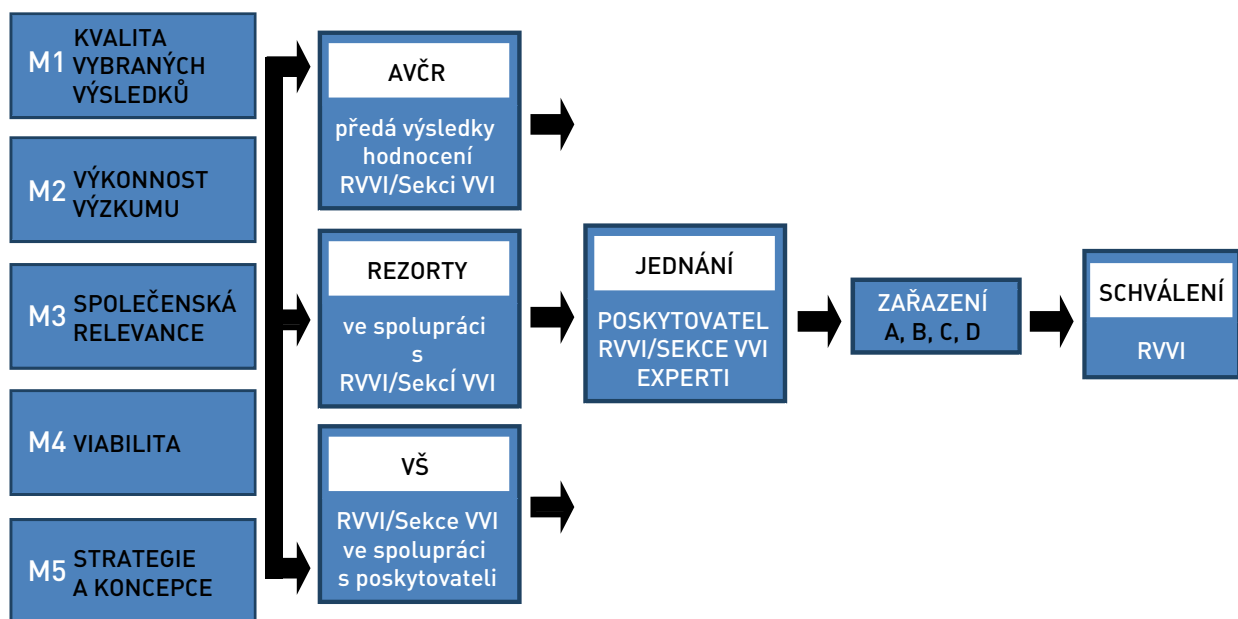 M1 KVALITA
VYBRANÝCH
VÝSLEDKŮ
M2 VÝKONNOST
VÝZKUMU
M3 SPOLEČENSKÁ
RELEVANCE
M4 VIABILITA
M5 STRATEGIE
A KONCEPCE
AVČR
předá výsledky
hodnocení
RVVI/Sekci VVI
REZORTY
ve spolupráci
s
RVVI/Sekcí VVI
VŠ
RVVI/Sekce VVI
ve spolupráci
s poskytovateli
JEDNÁNÍ
POSKYTOVATEL
RVVI/SEKCE VVI
EXPERTI
ZAŘAZENÍ
A, B, C, D
SCHVÁLENÍ
RVVI